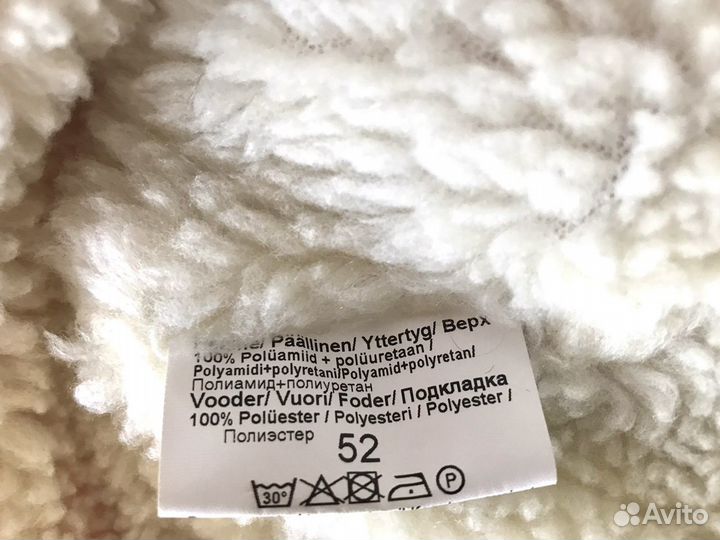 Päällinen/ Yttertyg/ Верх
100% Polüamiid + polüuretaan /
Polyamidi+polyretani/Polyamid+polyretan/
Полиамид+полиуретан
Vooder/ Vuori/ Foder/ Подкладка
100% Polüester / Polyesteri / Polyester /
Полиэстер
52
30°
P
Avito